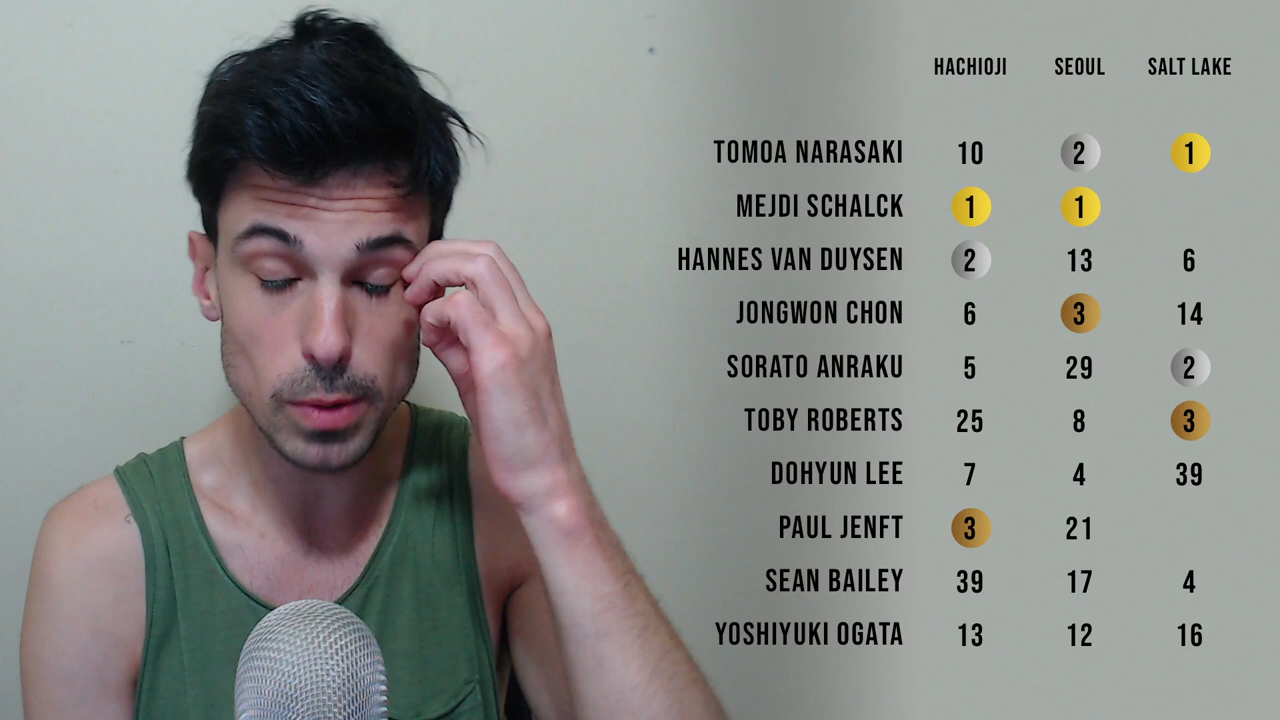 HACHIOJI SEOUL SALT LAKE
TOMOA NARASAKI 10 2 1
MEJDI SCHALCK 1 1
HANNES VAN DUYSEN 2 13 6
JONGWON CHON 6 3 14
SORATO ANRAKU 5 29 2
TOBY ROBERTS 25 8 3
DOHYUN LEE 7 4 39
PAUL JENFT 3 21
SEAN BAILEY 39 17 4
YOSHIYUKI OGATA 13 12 16